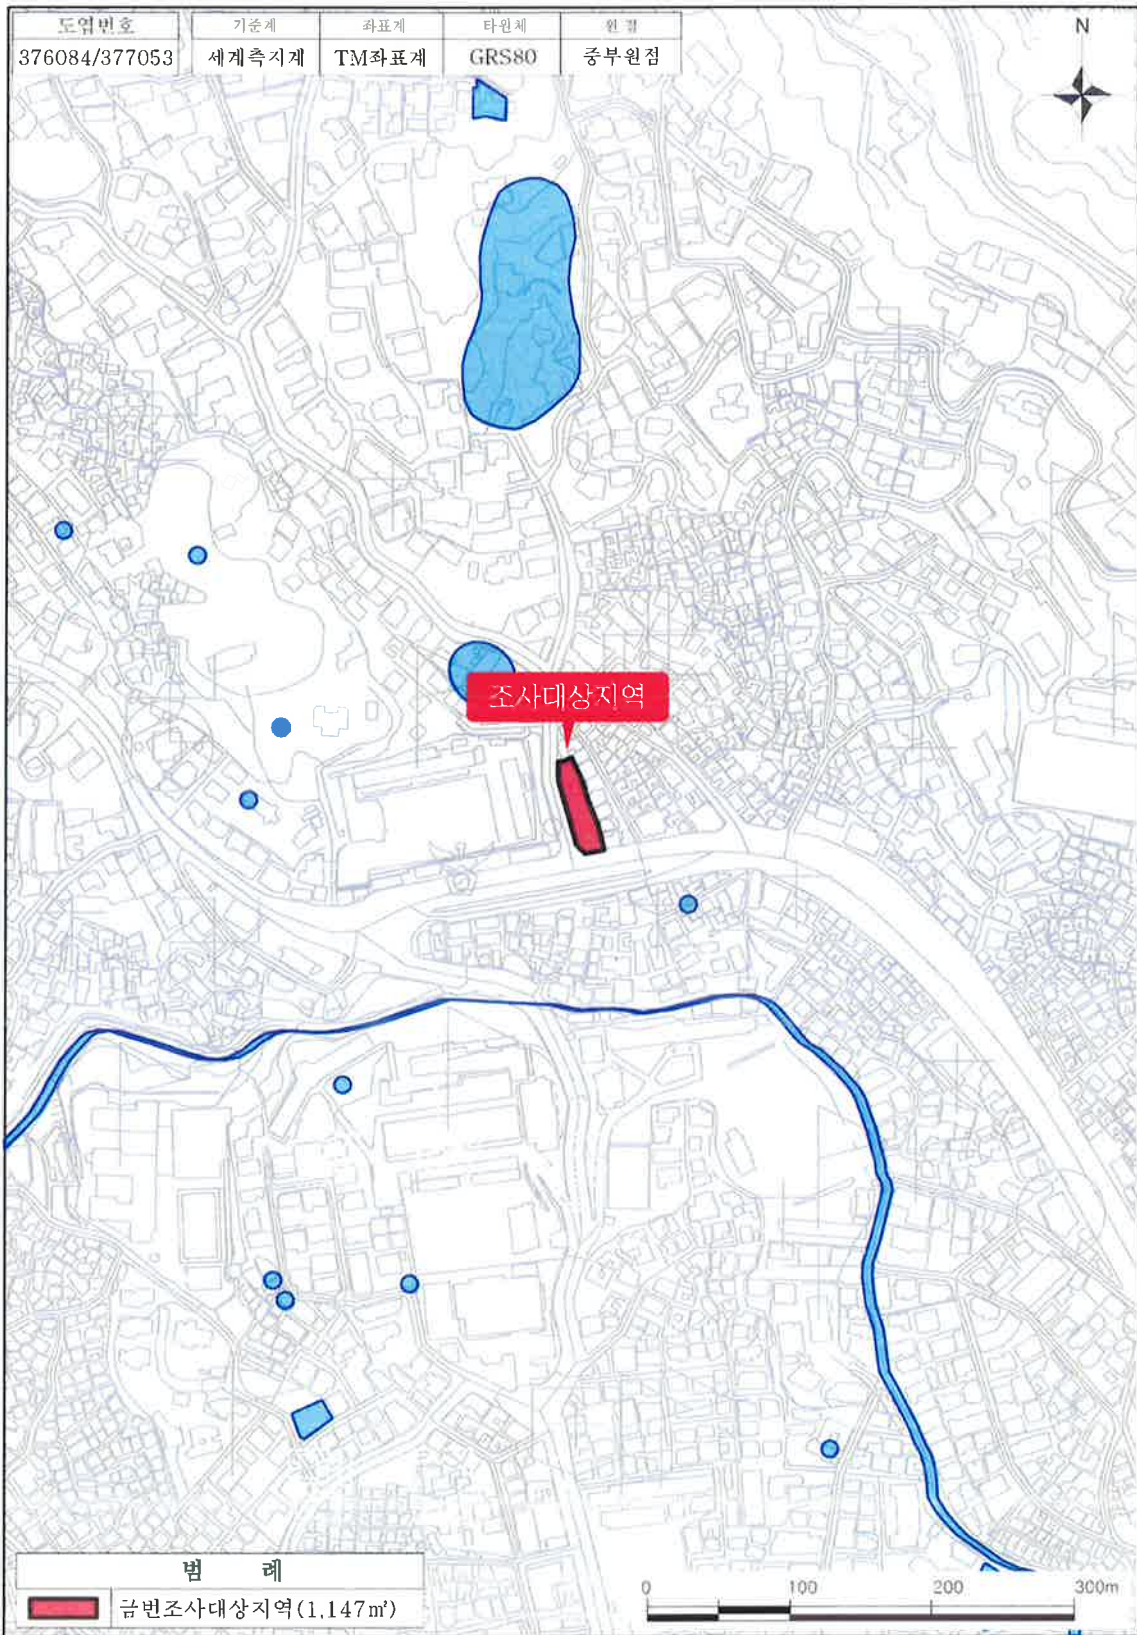 도엽번호 기준계 좌표계 타원체 원 점
376084/377053 세계측지계 TM좌표계 GRS80 중부원점
N
조사대상지역
범 례
금번조사대상지역(1,147㎡)
0 100 200 300m